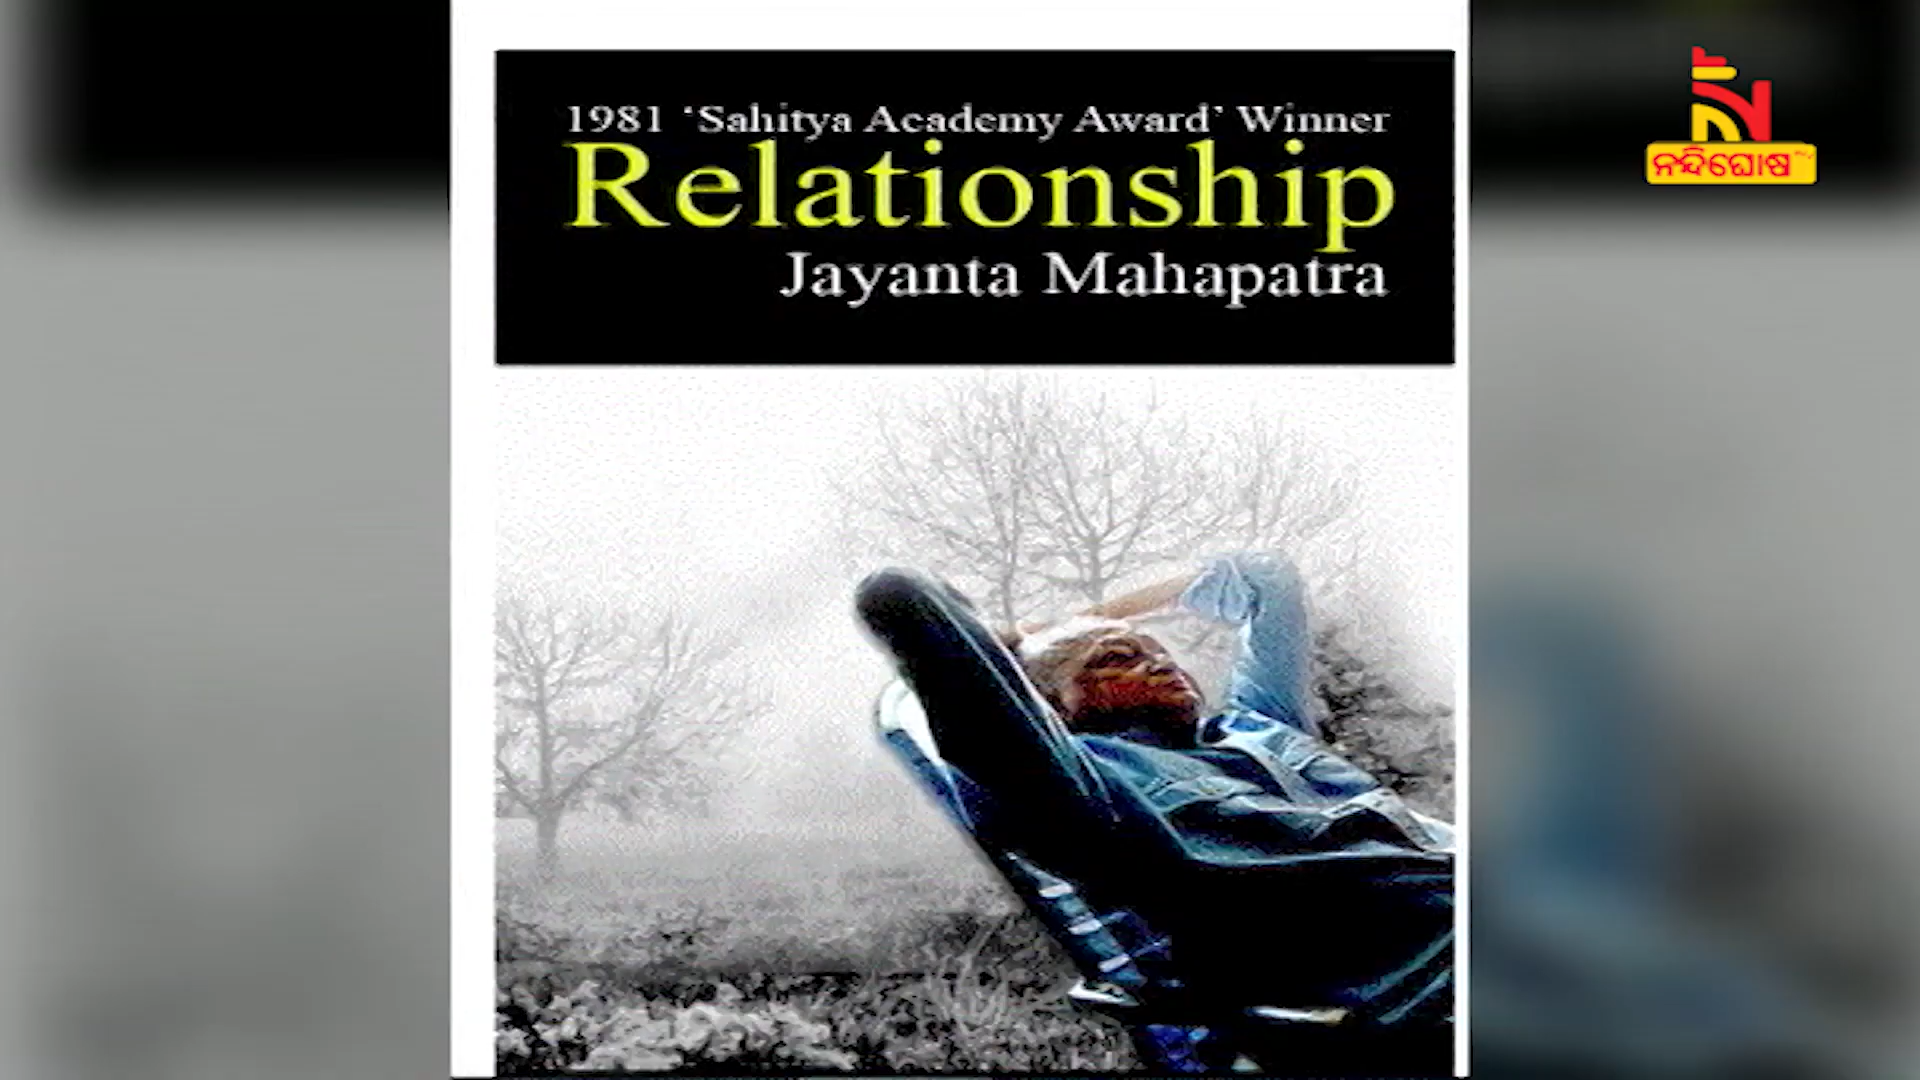 1981 ‘Sahitya Academy Award’ Winner
Relationship
Jayanta Mahapatra
ନନ୍ଦିଘୋଷ